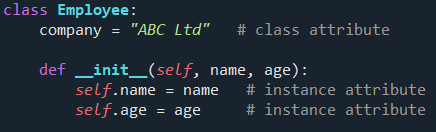 class Employee:
    company = "ABC Ltd"   # class attribute

    def __init__(self, name, age):
        self.name = name   # instance attribute
        self.age = age     # instance attribute